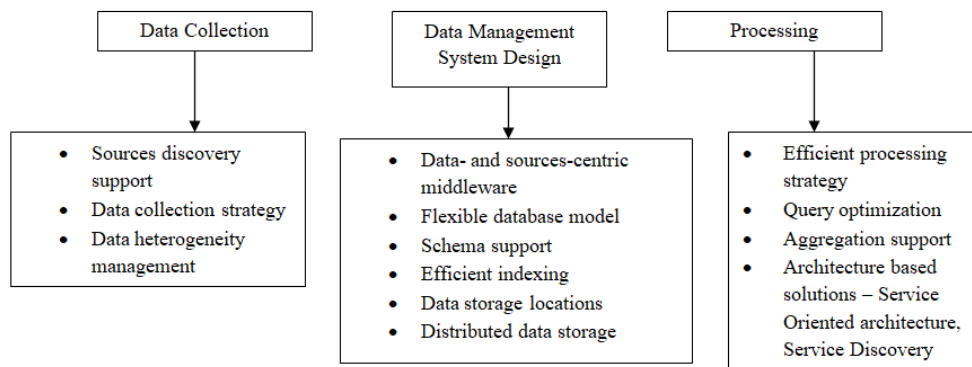 Data Collection
Data Management
System Design
Processing
• Sources discovery
support
• Data collection strategy
• Data heterogeneity
management
• Data- and sources-centric
middleware
• Flexible database model
• Schema support
• Efficient indexing
• Data storage locations
• Distributed data storage
• Efficient processing
strategy
• Query optimization
• Aggregation support
• Architecture based
solutions – Service
Oriented architecture,
Service Discovery